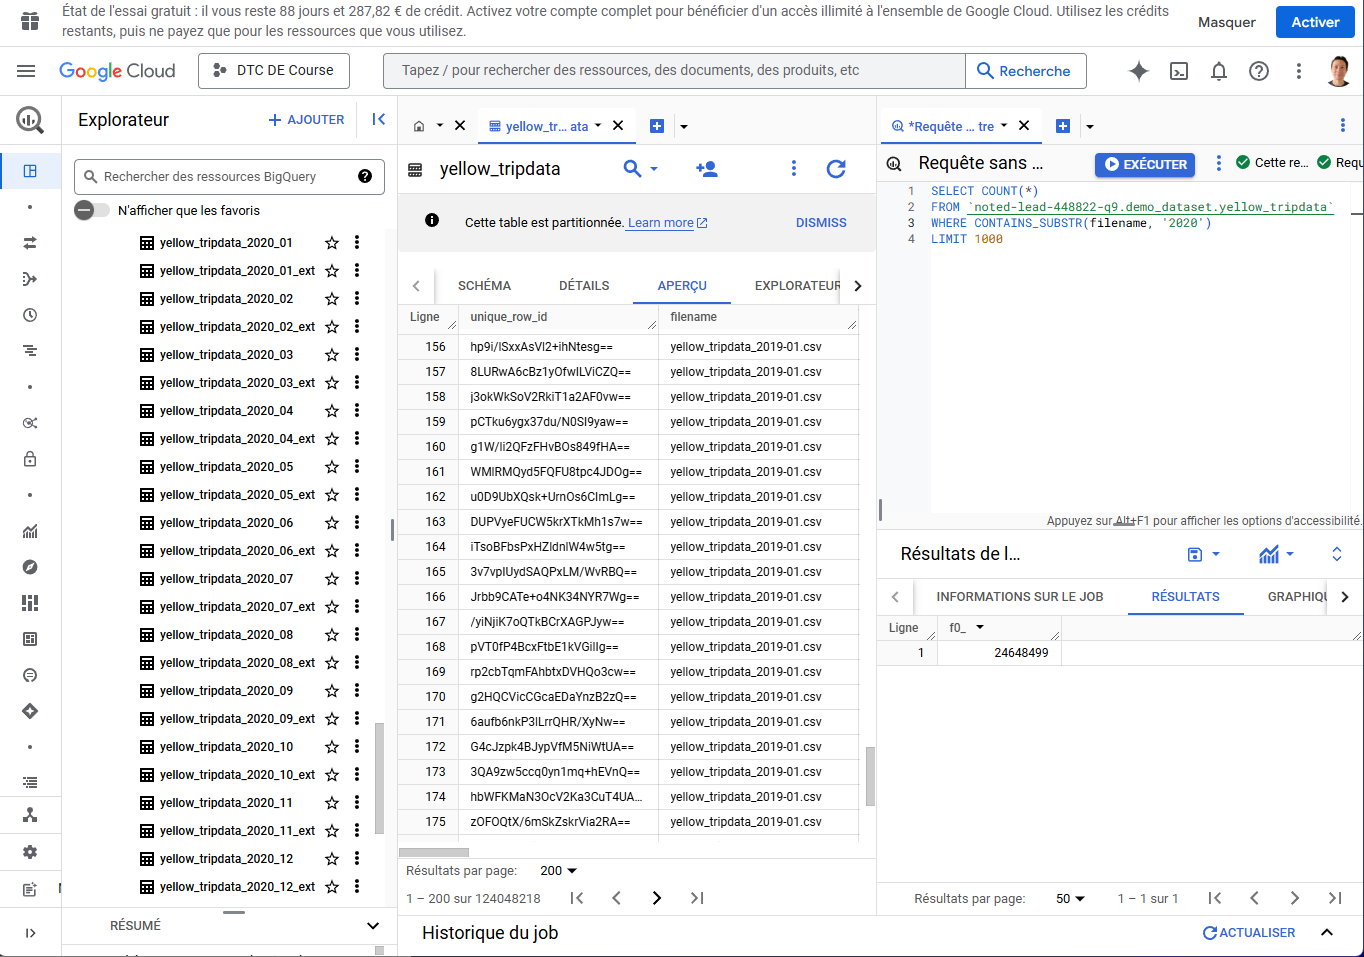 État de l'essai gratuit : il vous reste 88 jours et 287,82 € de crédit. Activez votre compte complet pour bénéficier d'un accès illimité à l'ensemble de Google Cloud. Utilisez les crédits
restants, puis ne payez que pour les ressources que vous utilisez.
Masquer
Activer
Google Cloud
DTC DE Course
Tapez / pour rechercher des ressources, des documents, des produits, etc
Recherche
Explorateur
AJOUTER
Rechercher des ressources BigQuery
N'afficher que les favoris
yellow_tripdata_2020_01
yellow_tripdata_2020_01_ext
yellow_tripdata_2020_02
yellow_tripdata_2020_02_ext
yellow_tripdata_2020_03
yellow_tripdata_2020_03_ext
yellow_tripdata_2020_04
yellow_tripdata_2020_04_ext
yellow_tripdata_2020_05
yellow_tripdata_2020_05_ext
yellow_tripdata_2020_06
yellow_tripdata_2020_06_ext
yellow_tripdata_2020_07
yellow_tripdata_2020_07_ext
yellow_tripdata_2020_08
yellow_tripdata_2020_08_ext
yellow_tripdata_2020_09
yellow_tripdata_2020_09_ext
yellow_tripdata_2020_10
yellow_tripdata_2020_10_ext
yellow_tripdata_2020_11
yellow_tripdata_2020_11_ext
yellow_tripdata_2020_12
yellow_tripdata_2020_12_ext
RÉSUMÉ
yellow_tr... ata
yellow_tripdata
Cette table est partitionnée. Learn more
DISMISS
SCHÉMA DÉTAILS APERÇU EXPLORATEUR
Ligne unique_row_id filename
156 hp9i/lSxxAsVl2+ihNtesg== yellow_tripdata_2019-01.csv
157 8LURwA6cBz1yOfwILViCZQ== yellow_tripdata_2019-01.csv
158 j3okWkSoV2RkiT1a2AF0vw== yellow_tripdata_2019-01.csv
159 pCTku6ygx37du/N0SI9yaw== yellow_tripdata_2019-01.csv
160 g1W/Ii2QFzFHvBOs849fHA== yellow_tripdata_2019-01.csv
161 WMlRMQyd5FQFU8tpc4JDOg== yellow_tripdata_2019-01.csv
162 u0D9UbXQsk+UrnOs6CImLg== yellow_tripdata_2019-01.csv
163 DUPVyeFUCW5krXTkMh1s7w== yellow_tripdata_2019-01.csv
164 iTsoBFbsPxHZIdnlW4w5tg== yellow_tripdata_2019-01.csv
165 3v7vpIUydSAQPxLM/WvRBQ== yellow_tripdata_2019-01.csv
166 Jrbb9CATe+o4NK34NYR7Wg== yellow_tripdata_2019-01.csv
167 /yiNjiK7oQTkBCrXAGPJyw== yellow_tripdata_2019-01.csv
168 pVT0fP4BcxFtbE1kVGiIIg== yellow_tripdata_2019-01.csv
169 rp2cbTqmFAhbtxDVHQo3cw== yellow_tripdata_2019-01.csv
170 g2HQCVicCGcaEDaYnzB2zQ== yellow_tripdata_2019-01.csv
171 6aufb6nkP3lLrrQHR/XyNw== yellow_tripdata_2019-01.csv
172 G4cJzpk4BJypVfM5NiWtUA== yellow_tripdata_2019-01.csv
173 3QA9zw5ccq0yn1mq+hEVnQ== yellow_tripdata_2019-01.csv
174 hbWFKMaN3OcV2Ka3CuT4UA... yellow_tripdata_2019-01.csv
175 zOFOQtX/6mSkZskrVia2RA== yellow_tripdata_2019-01.csv
Résultats par page: 200
1 – 200 sur 124048218
*Requête ... tre
Requête sans ...
EXÉCUTER
Cette re...
Requ
1 SELECT COUNT(*)
2 FROM `noted-lead-448822-q9.demo_dataset.yellow_tripdata`
3 WHERE CONTAINS_SUBSTR(filename, '2020')
4 LIMIT 1000
Appuyez sur Alt+F1 pour afficher les options d'accessibilité.
Résultats de l...
INFORMATIONS SUR LE JOB RÉSULTATS GRAPHIQU
Ligne f0_
1 24648499
Résultats par page: 50 1 – 1 sur 1
Historique du job
ACTUALISER